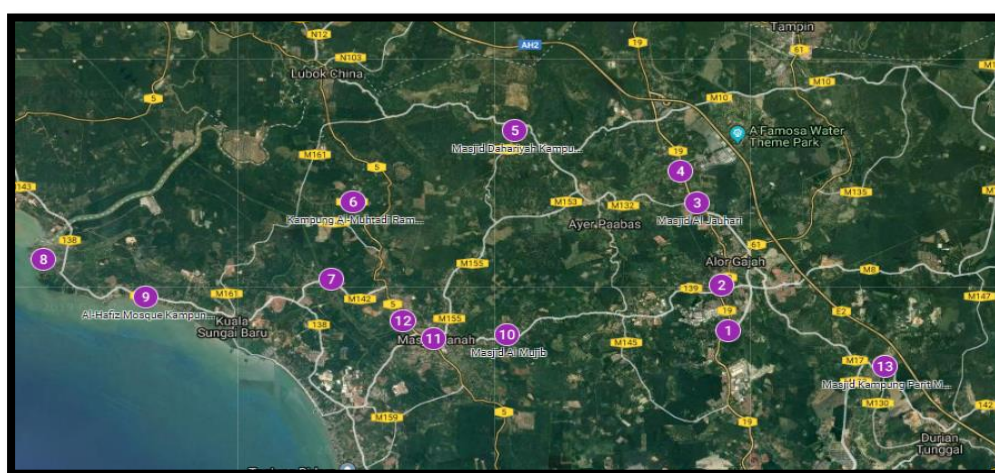 N12
19
Tampin
AH2
61
N103
M10
Lubok China
5
M10
5
A'Famosa Water
Theme Park
19
Masjid Dahariyah Kampu...
M161
5
4
M135
6
M153
M132
3
Kampung Al-Muhtadi Ram...
Masjid Al Jauhari
Ayer Paabas
138
61
8
M155
Alor Gajah
M8
7
2
139
9
M161
M142
M147
Al-Hafiz Mosque Kampun...
5
19
Kuala
Sungai Baru
138
12
M155
E2
1
11
10
M145
Masjid Al Mujib
M17
13
Masjid Kampung Parit M...
M130
142
M159
5
19
Durian
Tunggal